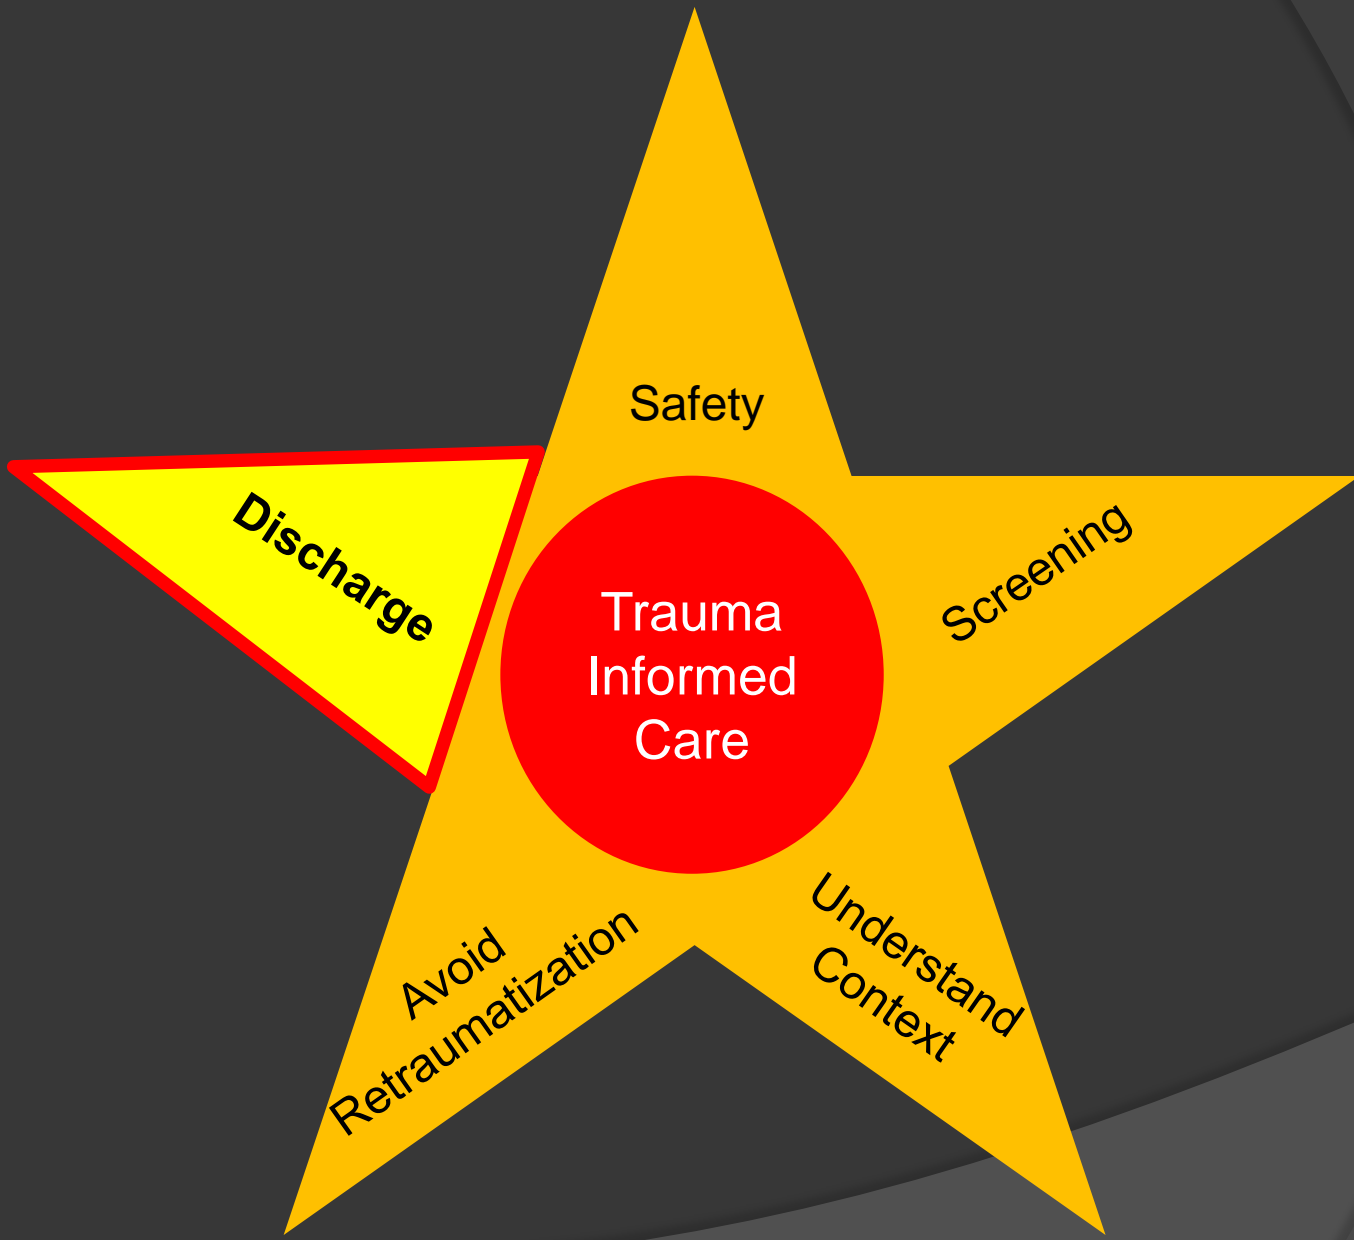 Safety
Discharge
Screening
Trauma
Informed
Care
Avoid
Retraumatization
Understand
Context